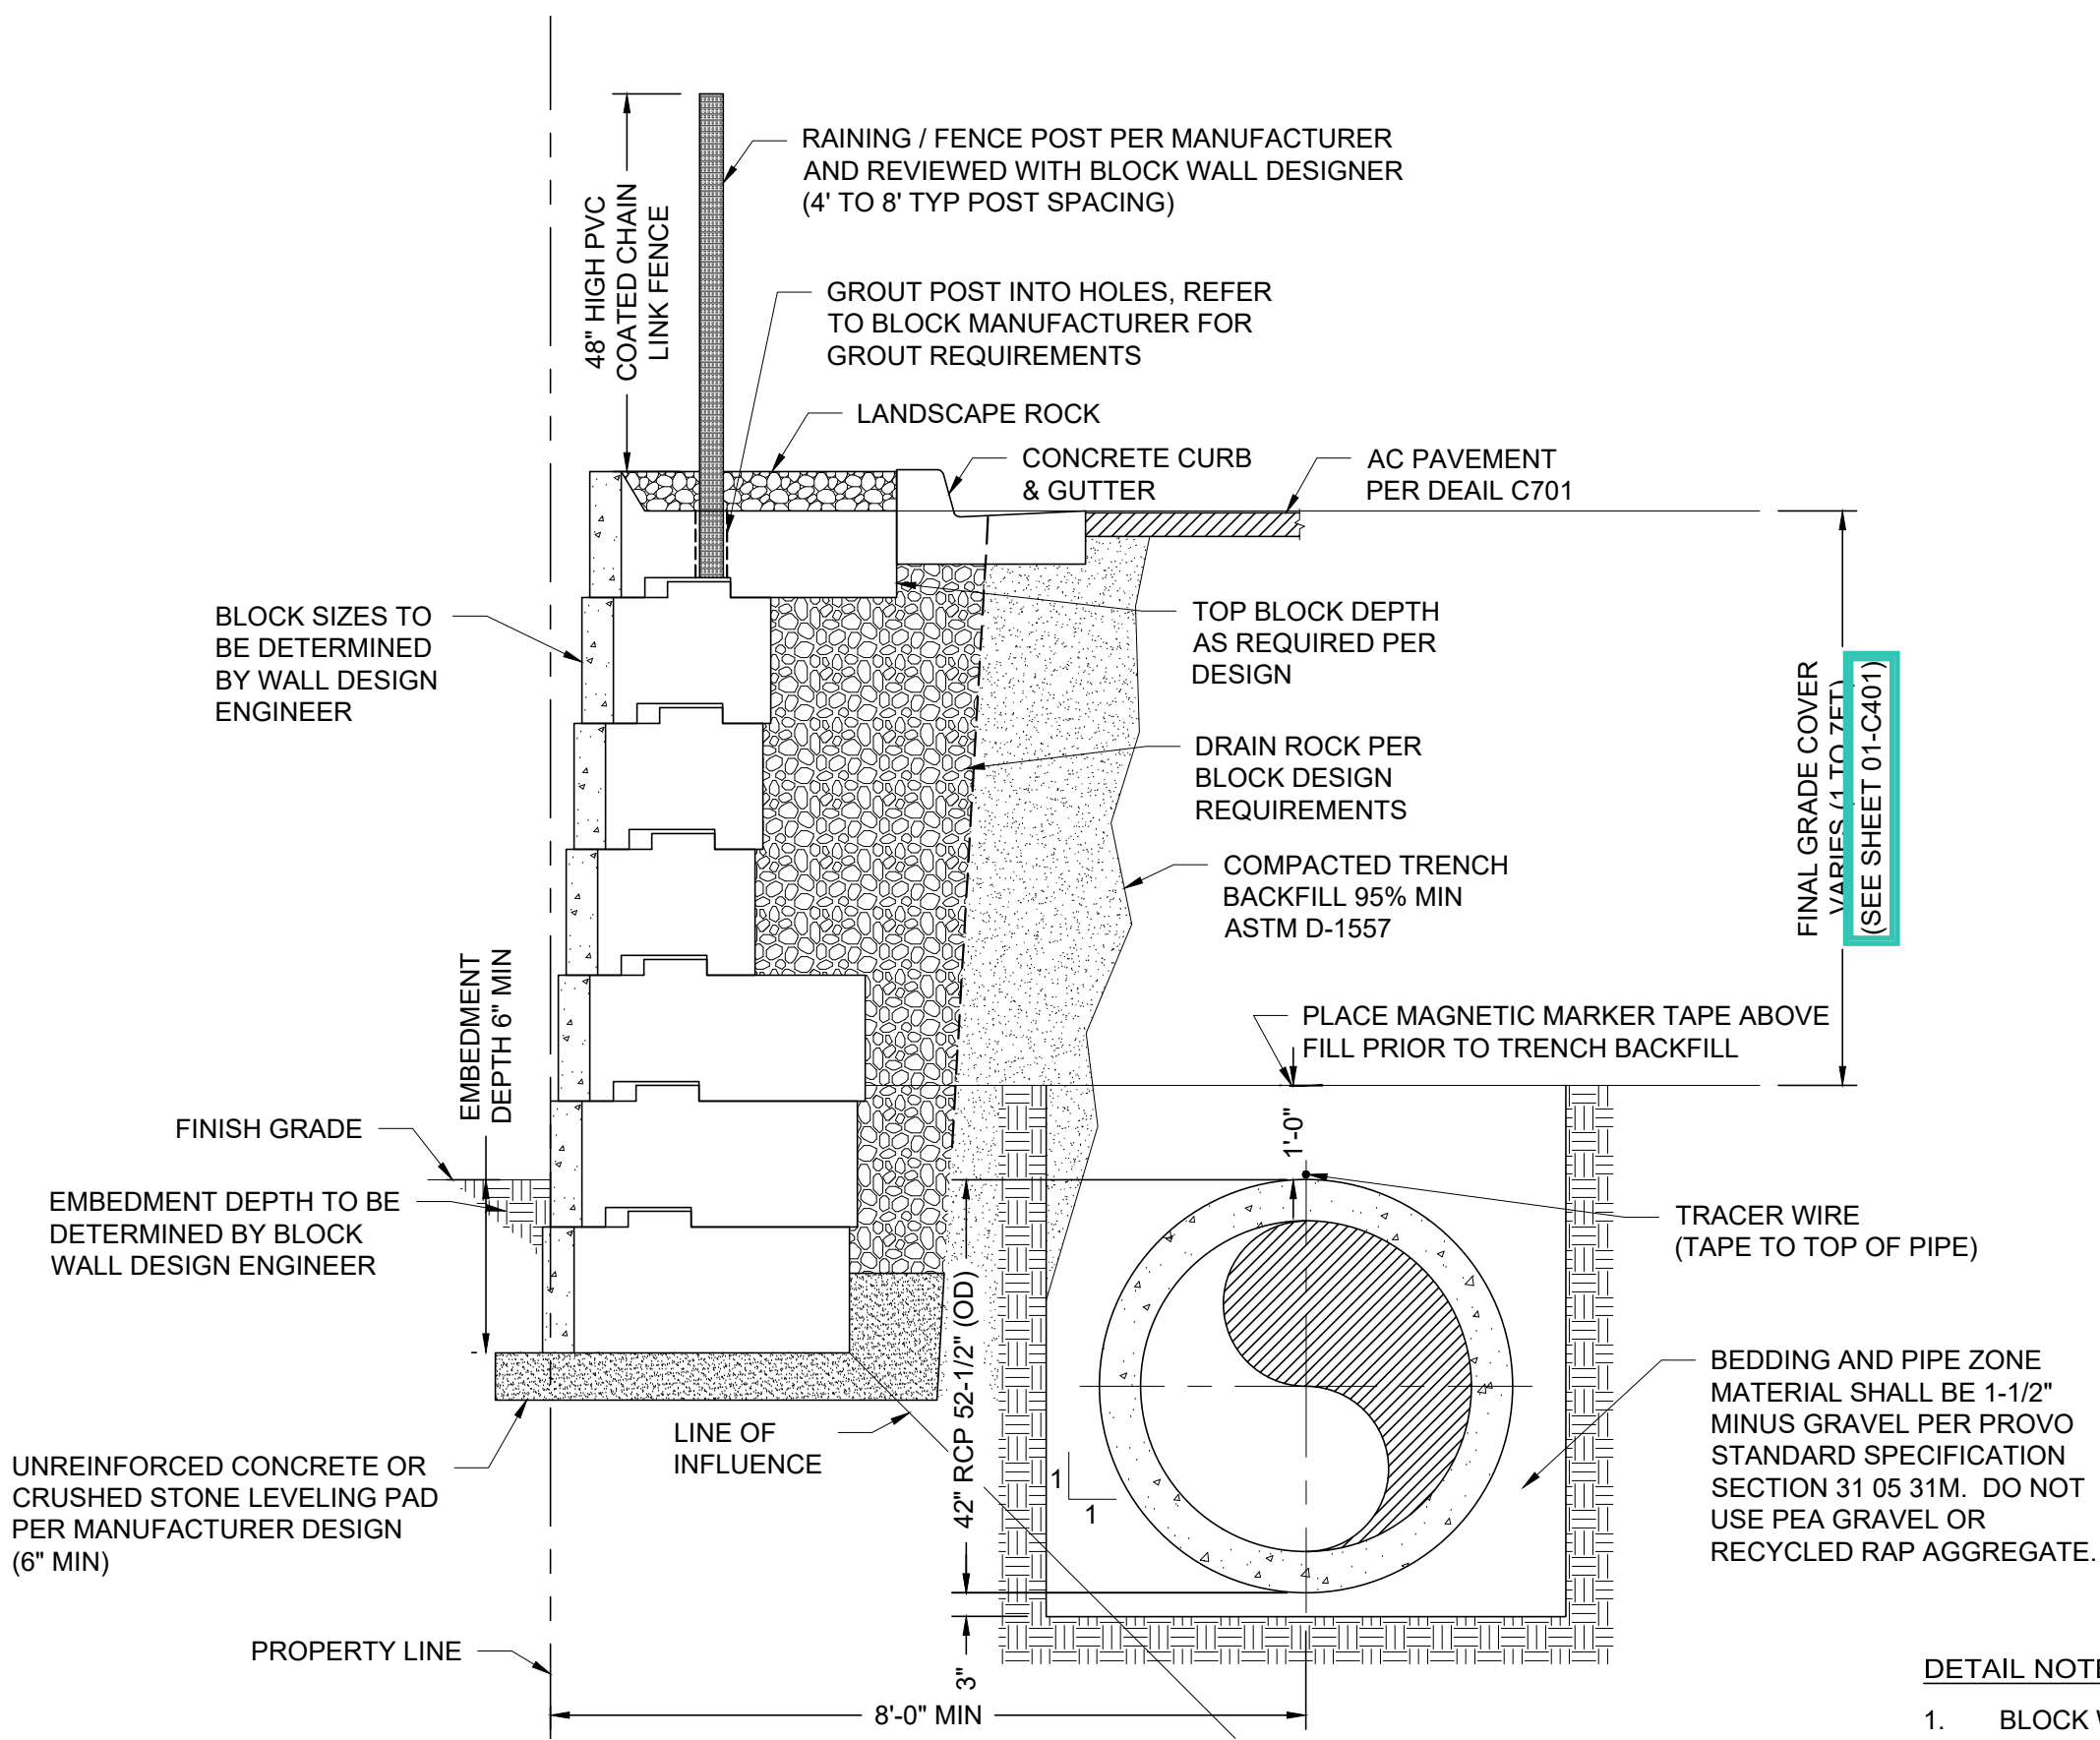 RAINING / FENCE POST PER MANUFACTURER
AND REVIEWED WITH BLOCK WALL DESIGNER
(4' TO 8' TYP POST SPACING)
48" HIGH PVC
COATED CHAIN
LINK FENCE
GROUT POST INTO HOLES, REFER
TO BLOCK MANUFACTURER FOR
GROUT REQUIREMENTS
LANDSCAPE ROCK
CONCRETE CURB
& GUTTER
AC PAVEMENT
PER DEAIL C701
BLOCK SIZES TO
BE DETERMINED
BY WALL DESIGN
ENGINEER
TOP BLOCK DEPTH
AS REQUIRED PER
DESIGN
FINAL GRADE COVER
VARIES (1 TO 7FT)
(SEE SHEET 01-C401)
DRAIN ROCK PER
BLOCK DESIGN
REQUIREMENTS
COMPACTED TRENCH
BACKFILL 95% MIN
ASTM D-1557
EMBEDMENT
DEPTH 6" MIN
PLACE MAGNETIC MARKER TAPE ABOVE
FILL PRIOR TO TRENCH BACKFILL
1'-0"
FINISH GRADE
EMBEDMENT DEPTH TO BE
DETERMINED BY BLOCK
WALL DESIGN ENGINEER
TRACER WIRE
(TAPE TO TOP OF PIPE)
42" RCP 52-1/2" (OD)
BEDDING AND PIPE ZONE
MATERIAL SHALL BE 1-1/2"
MINUS GRAVEL PER PROVO
STANDARD SPECIFICATION
SECTION 31 05 31M. DO NOT
USE PEA GRAVEL OR
RECYCLED RAP AGGREGATE.
LINE OF
INFLUENCE
1
1
UNREINFORCED CONCRETE OR
CRUSHED STONE LEVELING PAD
PER MANUFACTURER DESIGN
(6" MIN)
PROPERTY LINE
3"
8'-0" MIN
DETAIL NOTE
1. BLOCK